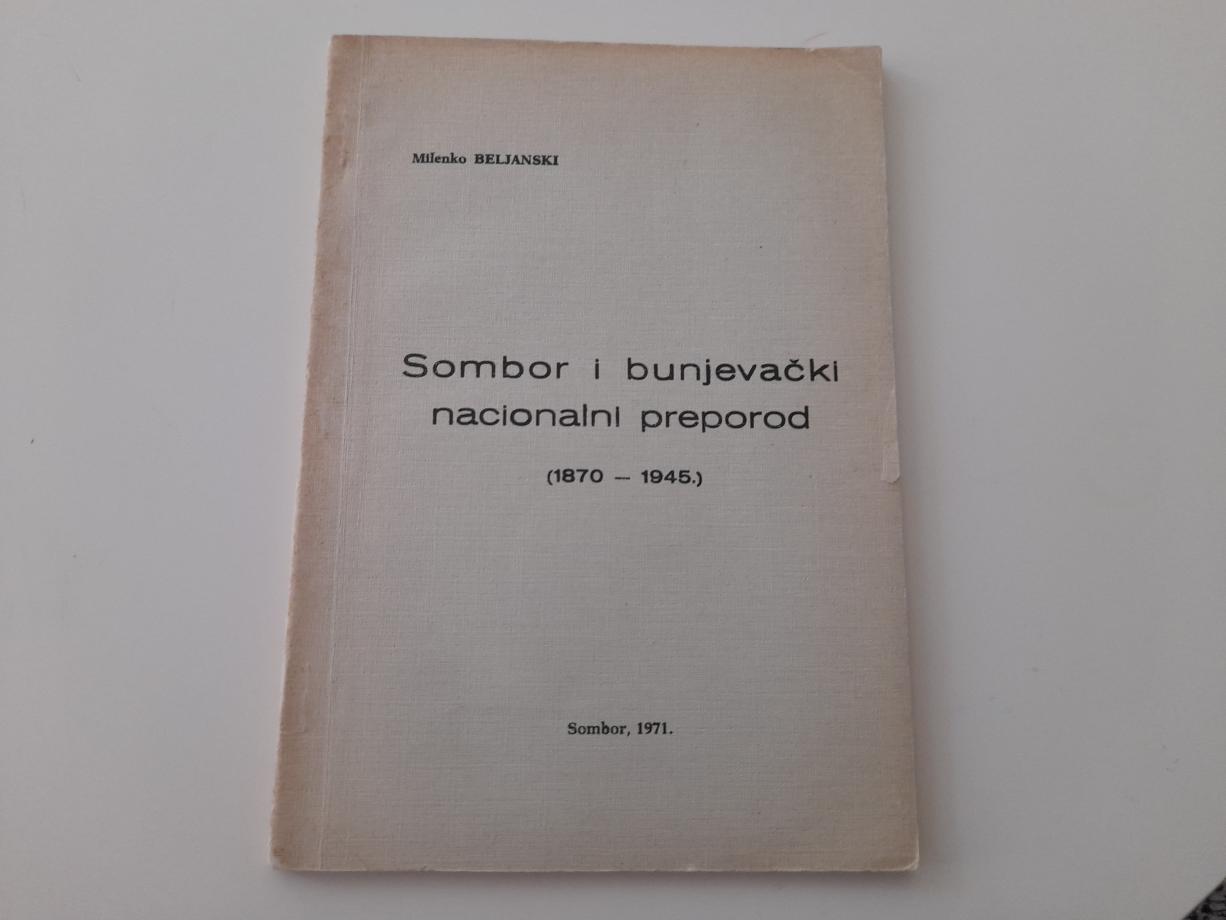 Milenko BELJANSKI
Sombor i bunjevački
nacionalni preporod
(1870 — 1945.)
Sombor, 1971.